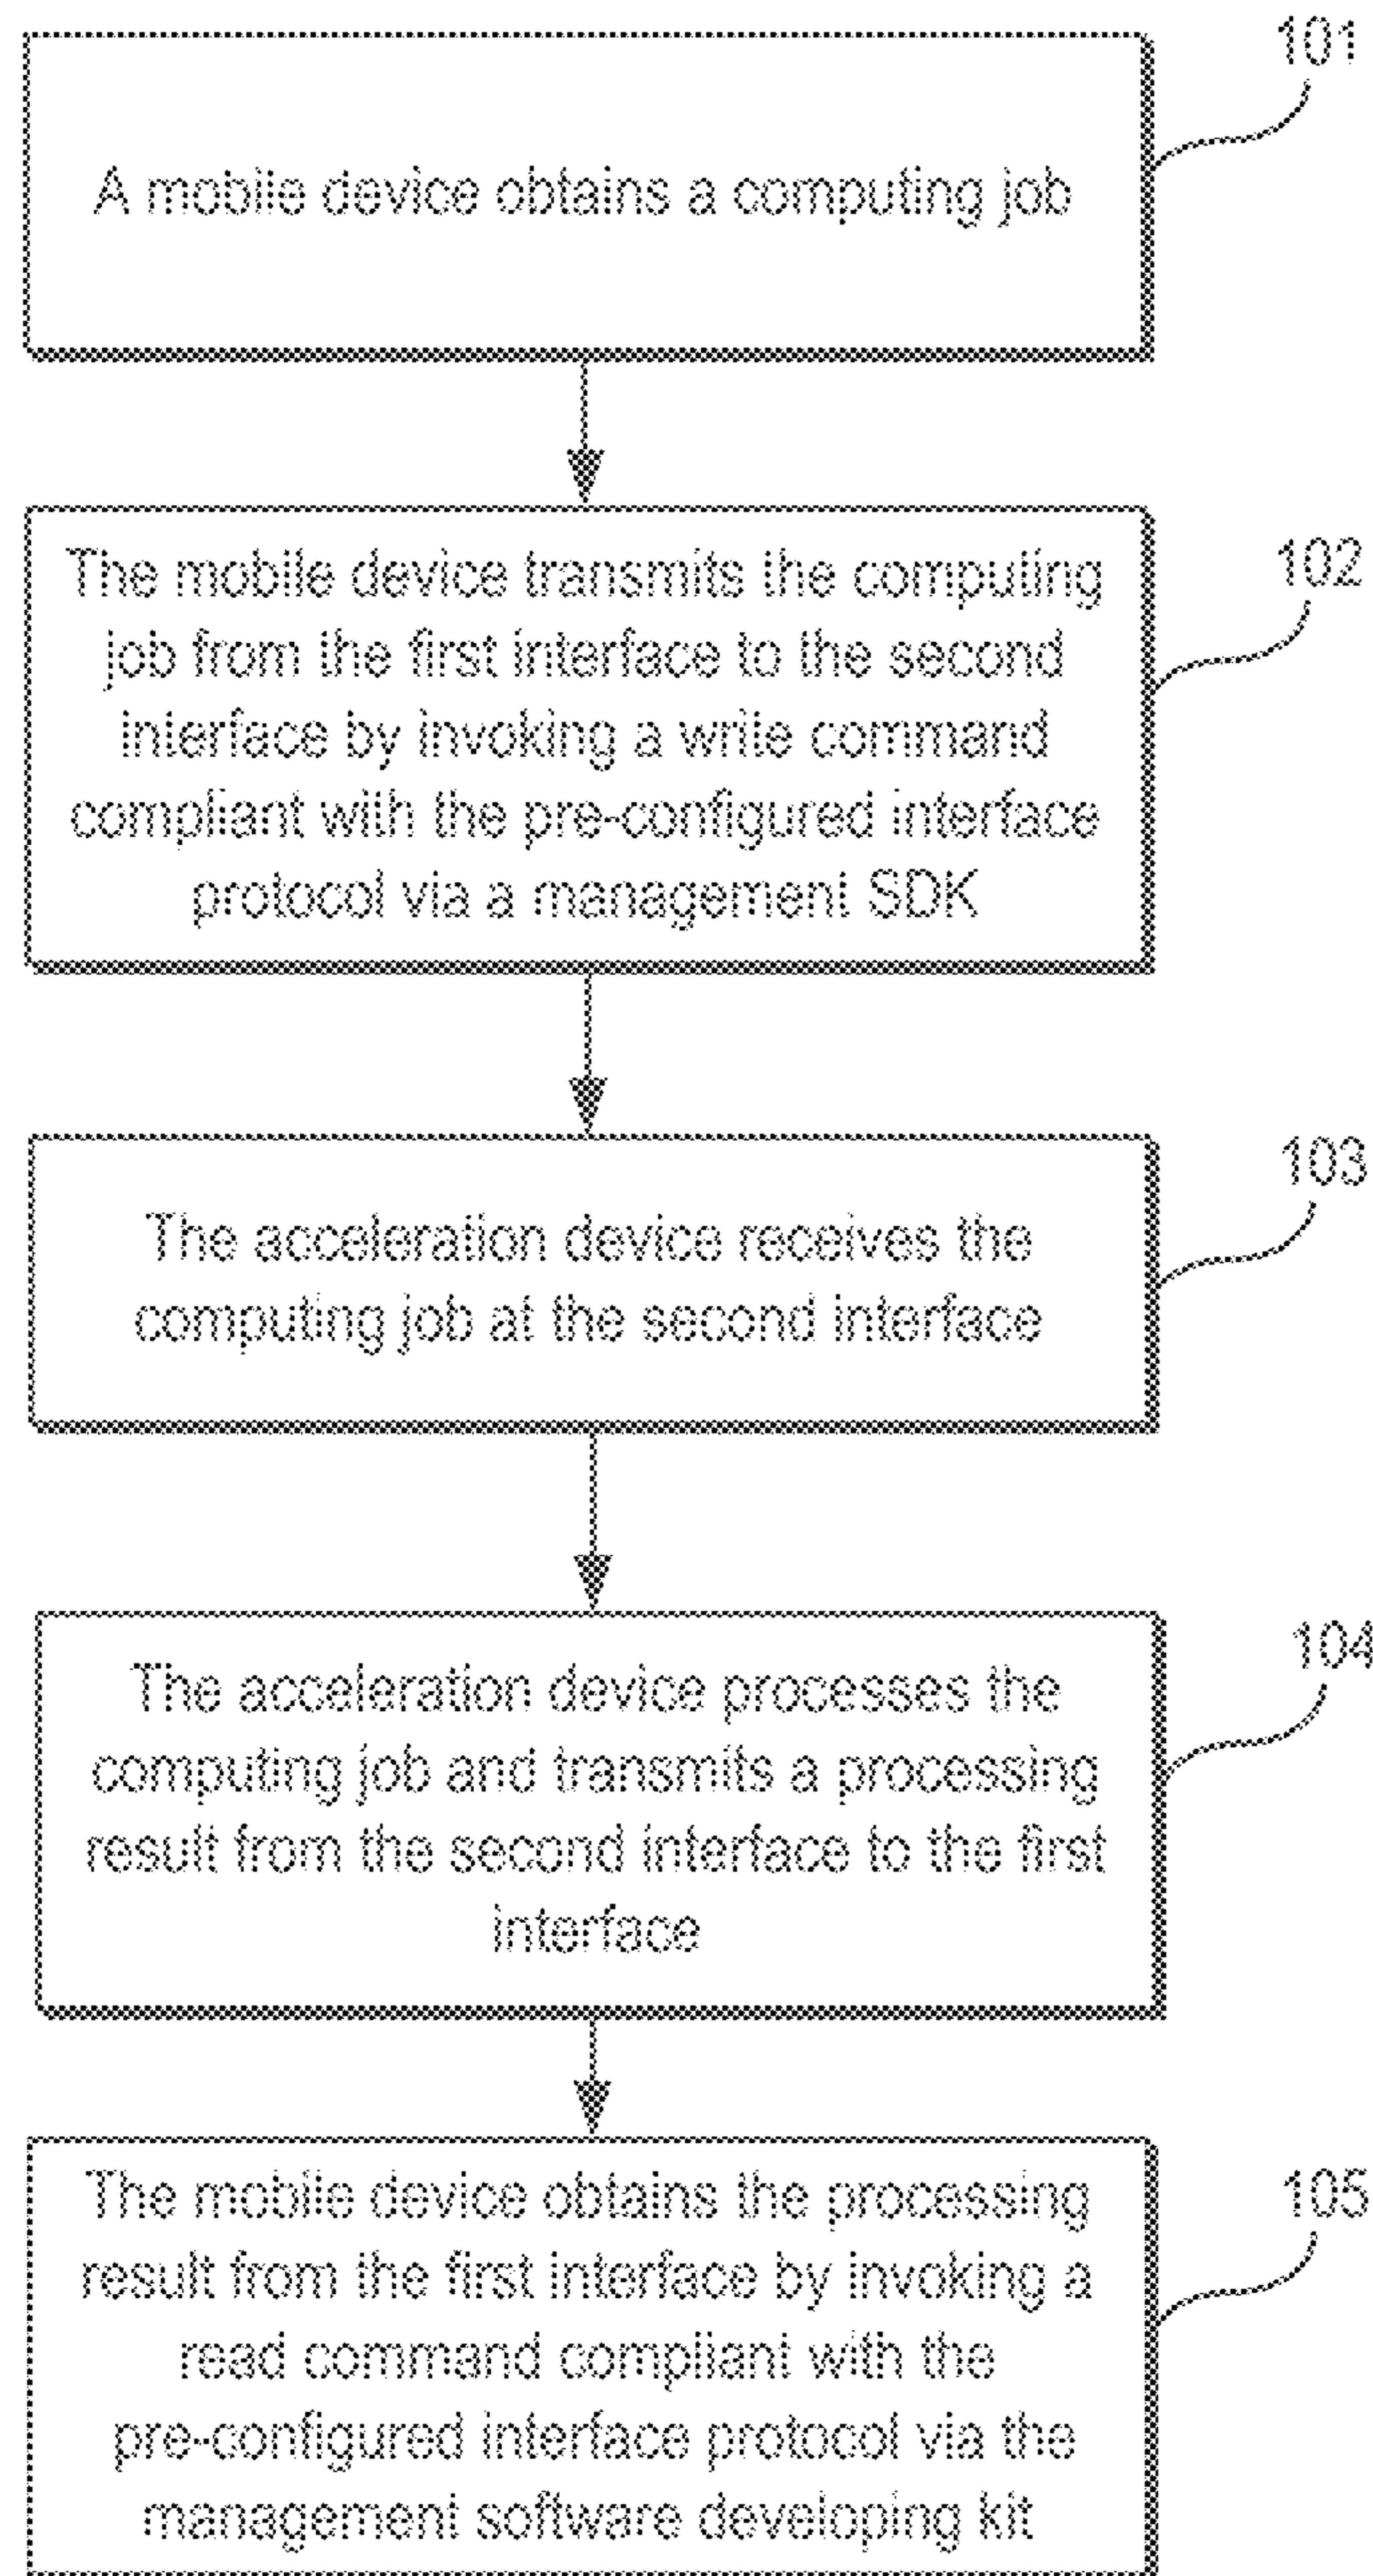 101
A mobile device obtains a computing job
102
The mobile device transmits the computing
job from the first interface to the second
interface by invoking a write command
compliant with the pre-configured interface
protocol via a management SDK
103
The acceleration device receives the
computing job at the second interface
104
The acceleration device processes the
computing job and transmits a processing
result from the second interface to the first
interface
105
The mobile device obtains the processing
result from the first interface by invoking a
read command compliant with the
pre-configured interface protocol via the
management software developing kit